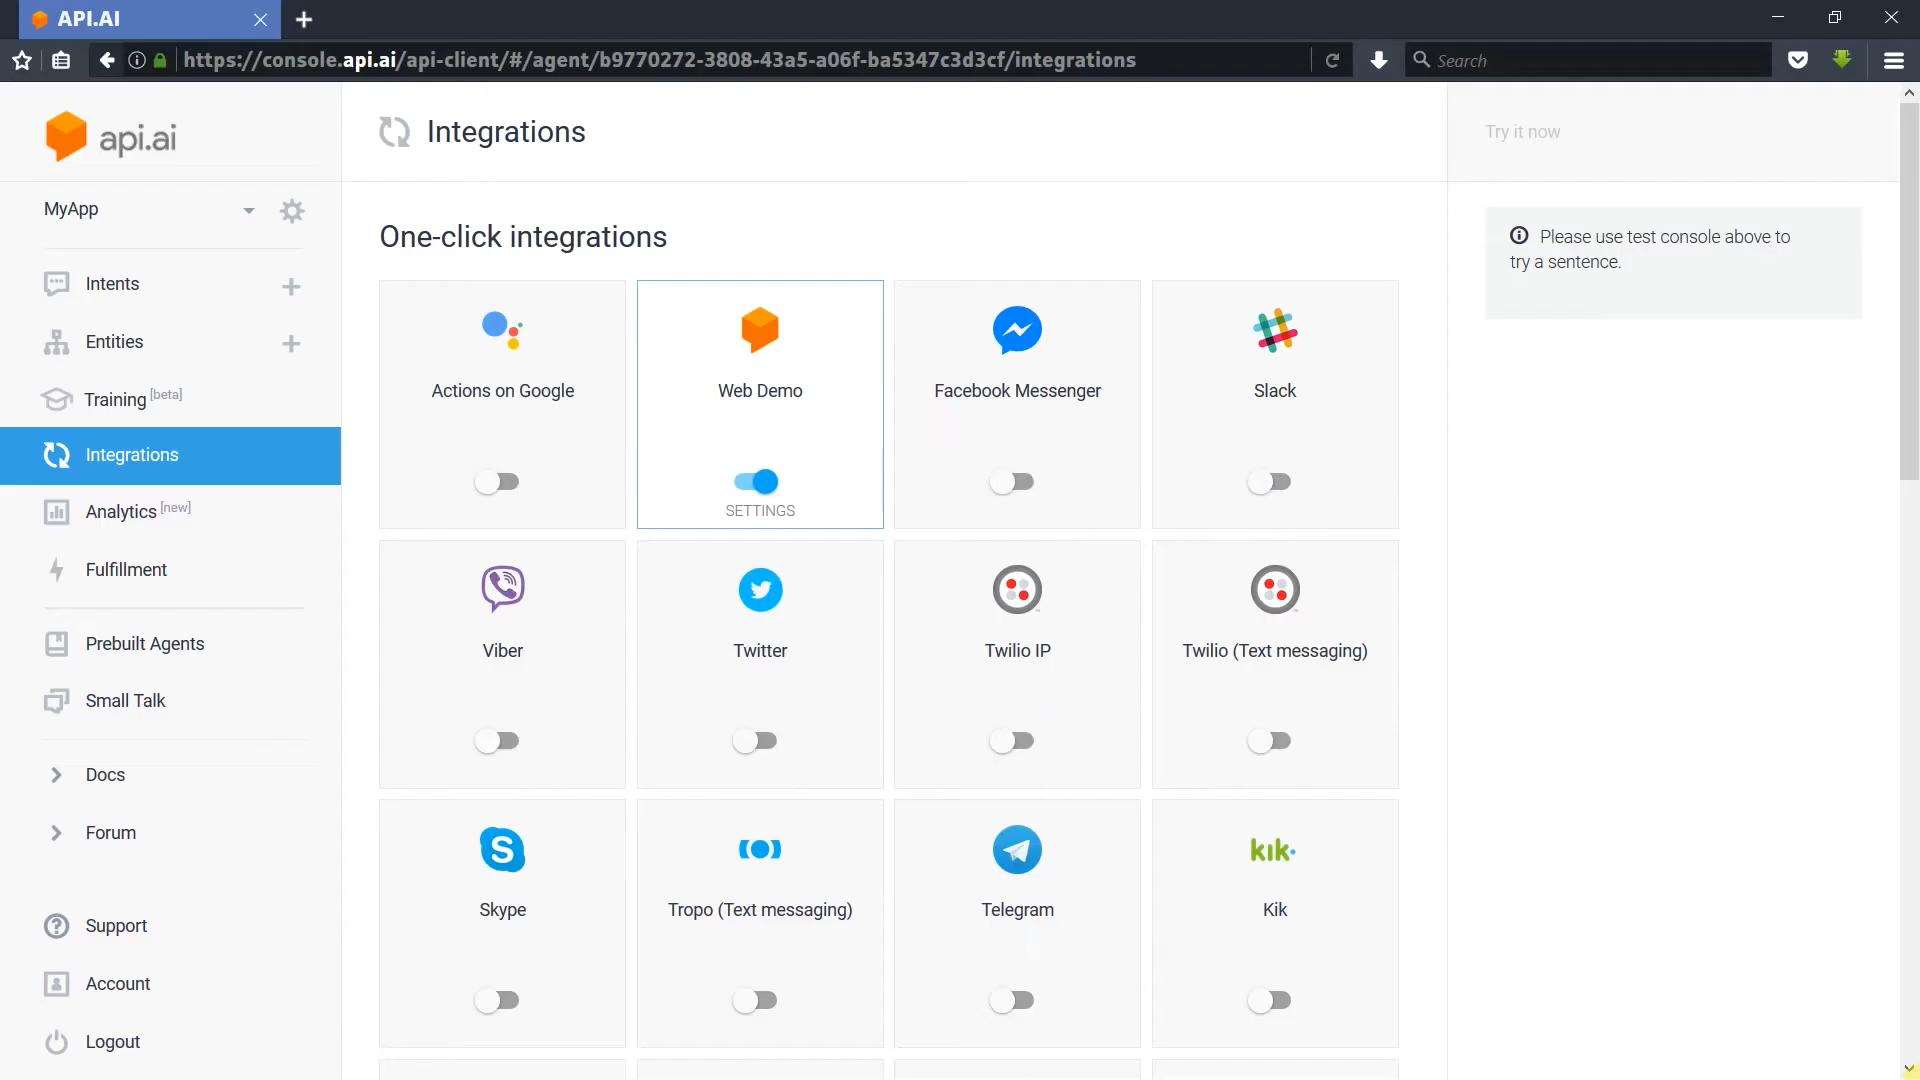 API.AI
https://console.api.ai/api-client/#/agent/b9770272-3808-43a5-a06f-ba5347c3d3cf/integrations
Search
api.ai
MyApp
Intents
Entities
Training [beta]
Integrations
Analytics [new]
Fulfillment
Prebuilt Agents
Small Talk
Docs
Forum
Support
Account
Logout
Integrations
One-click integrations
Actions on Google
Web Demo
SETTINGS
Facebook Messenger
Slack
Viber
Twitter
Twilio IP
Twilio (Text messaging)
S
Skype
Tropo (Text messaging)
Telegram
kik
Kik
Try it now
Please use test console above to
try a sentence.